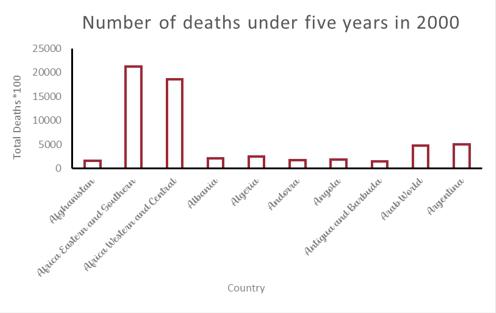 Number of deaths under five years in 2000
Total Deaths *100
25000
20000
15000
10000
5000
0
Afghanistan
Africa Eastern and Southern
Africa Western and Central
Albania
Algeria
Andorra
Angola
Antigua and Barbuda
Arab World
Argentina
Country